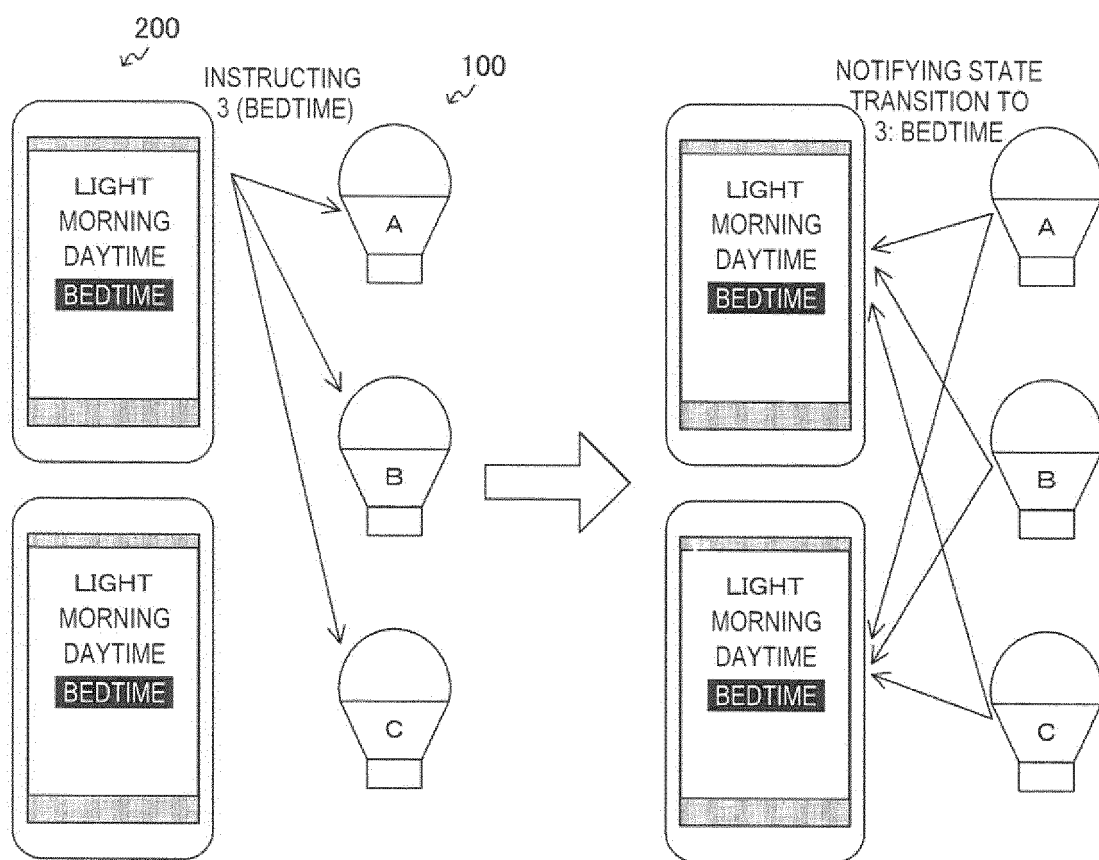 200
INSTRUCTING
3 (BEDTIME)
100
LIGHT
MORNING
DAYTIME
BEDTIME
A
B
C
LIGHT
MORNING
DAYTIME
BEDTIME
NOTIFYING STATE
TRANSITION TO
3: BEDTIME
LIGHT
MORNING
DAYTIME
BEDTIME
A
B
C
LIGHT
MORNING
DAYTIME
BEDTIME